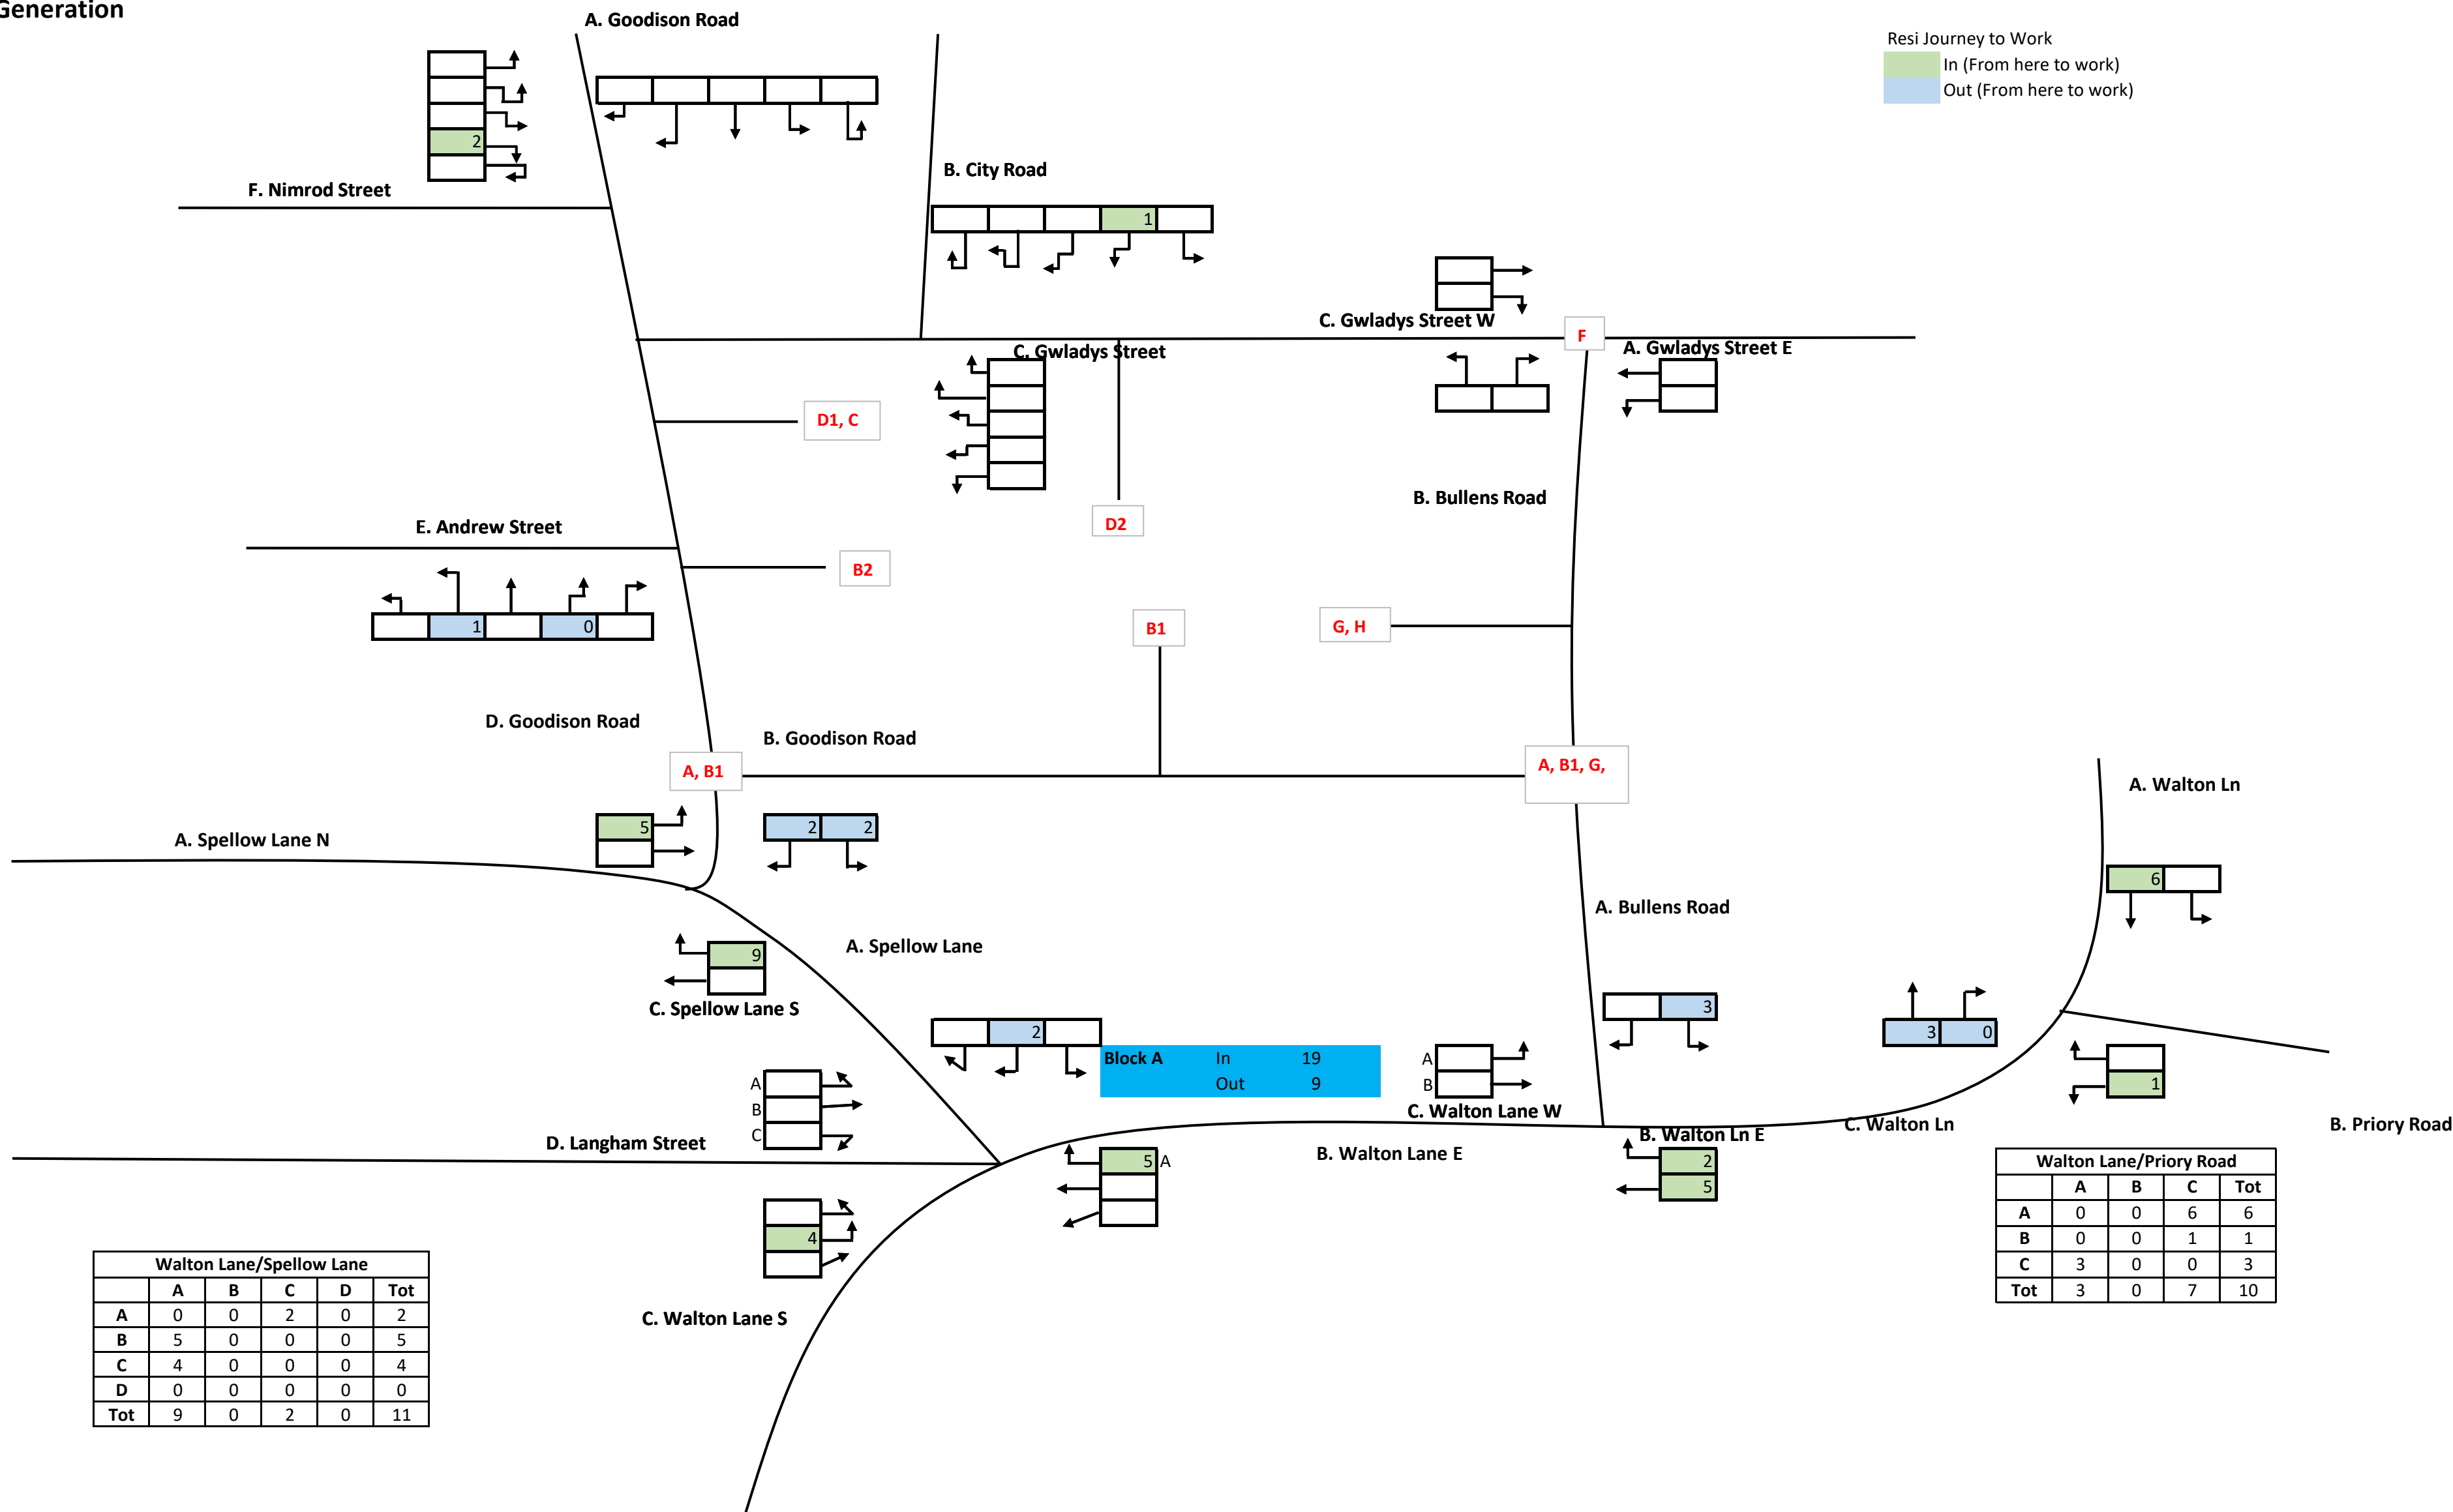 Generation
A. Goodison Road
Resi Journey to Work
In (From here to work)
Out (From here to work)
2
F. Nimrod Street
B. City Road
1
C. Gwladys Street W
F
C. Gwladys Street
A. Gwladys Street E
D1, C
B. Bullens Road
D2
E. Andrew Street
B2
1 0
B1
G, H
D. Goodison Road
B. Goodison Road
A, B1
A, B1, G,
A. Walton Ln
5
2 2
A. Spellow Lane N
6
A. Bullens Road
A. Spellow Lane
9
C. Spellow Lane S
3
2
3 0
Block A In 19
Out 9
A
B
1
A
B
C
C. Walton Lane W
D. Langham Street
B. Walton Lane E
B. Walton Ln E
C. Walton Ln
B. Priory Road
5 A
2
5
4
C. Walton Lane S
Walton Lane/Priory Road
A B C Tot
A 0 0 6 6
B 0 0 1 1
C 3 0 0 3
Tot 3 0 7 10
Walton Lane/Spellow Lane
A B C D Tot
A 0 0 2 0 2
B 5 0 0 0 5
C 4 0 0 0 4
D 0 0 0 0 0
Tot 9 0 2 0 11